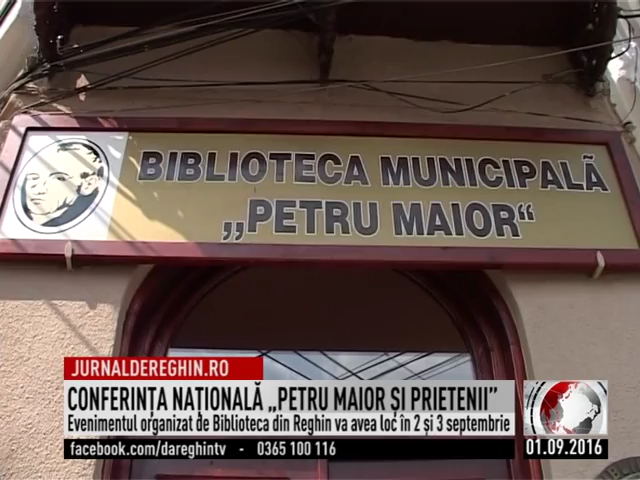 BIBLIOTECA MUNICIPALĂ
„PETRU MAIOR“
JURNALDEREGHIN.RO
CONFERINȚA NAȚIONALĂ „PETRU MAIOR ȘI PRIETENII”
Evenimentul organizat de Biblioteca din Reghin va avea loc în 2 și 3 septembrie
facebook.com/dareghintv - 0365 100 116
01.09.2016